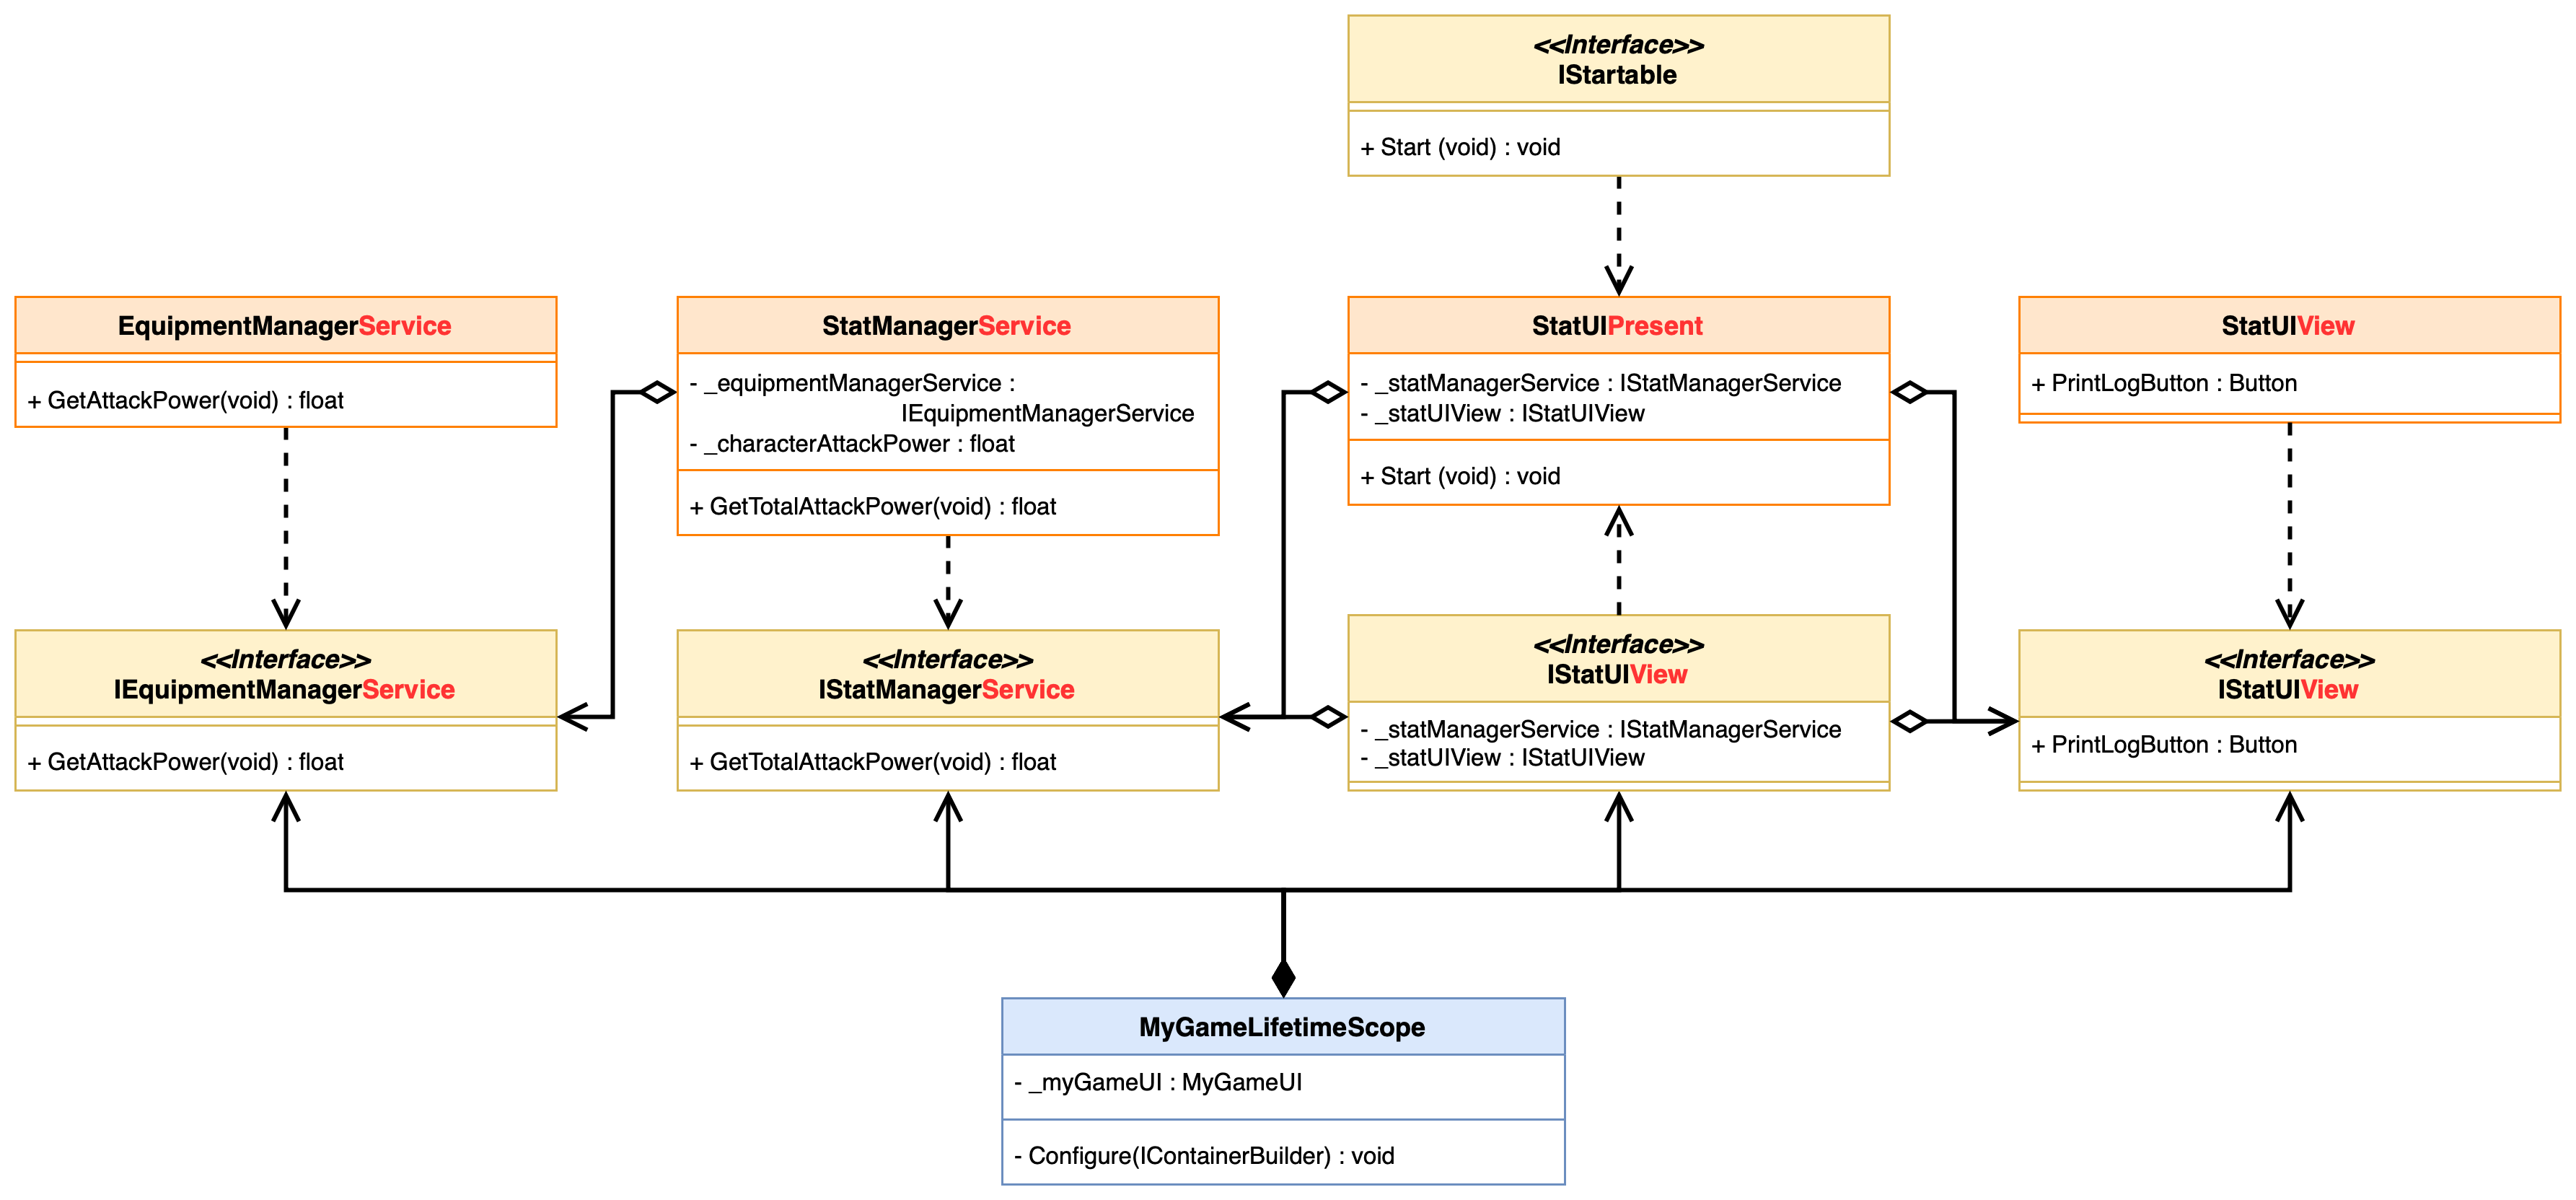 <<Interface>>
IStartable
+ Start (void) : void
EquipmentManagerService
+ GetAttackPower(void) : float
StatManagerService
- _equipmentManagerService :
IEquipmentManagerService
- _characterAttackPower : float
+ GetTotalAttackPower(void) : float
StatUIPresent
- _statManagerService : IStatManagerService
- _statUIView : IStatUIView
+ Start (void) : void
StatUIView
+ PrintLogButton : Button
<<Interface>>
IEquipmentManagerService
+ GetAttackPower(void) : float
<<Interface>>
IStatManagerService
+ GetTotalAttackPower(void) : float
<<Interface>>
IStatUIView
- _statManagerService : IStatManagerService
- _statUIView : IStatUIView
<<Interface>>
IStatUIView
+ PrintLogButton : Button
MyGameLifetimeScope
- _myGameUI : MyGameUI
- Configure(IContainerBuilder) : void